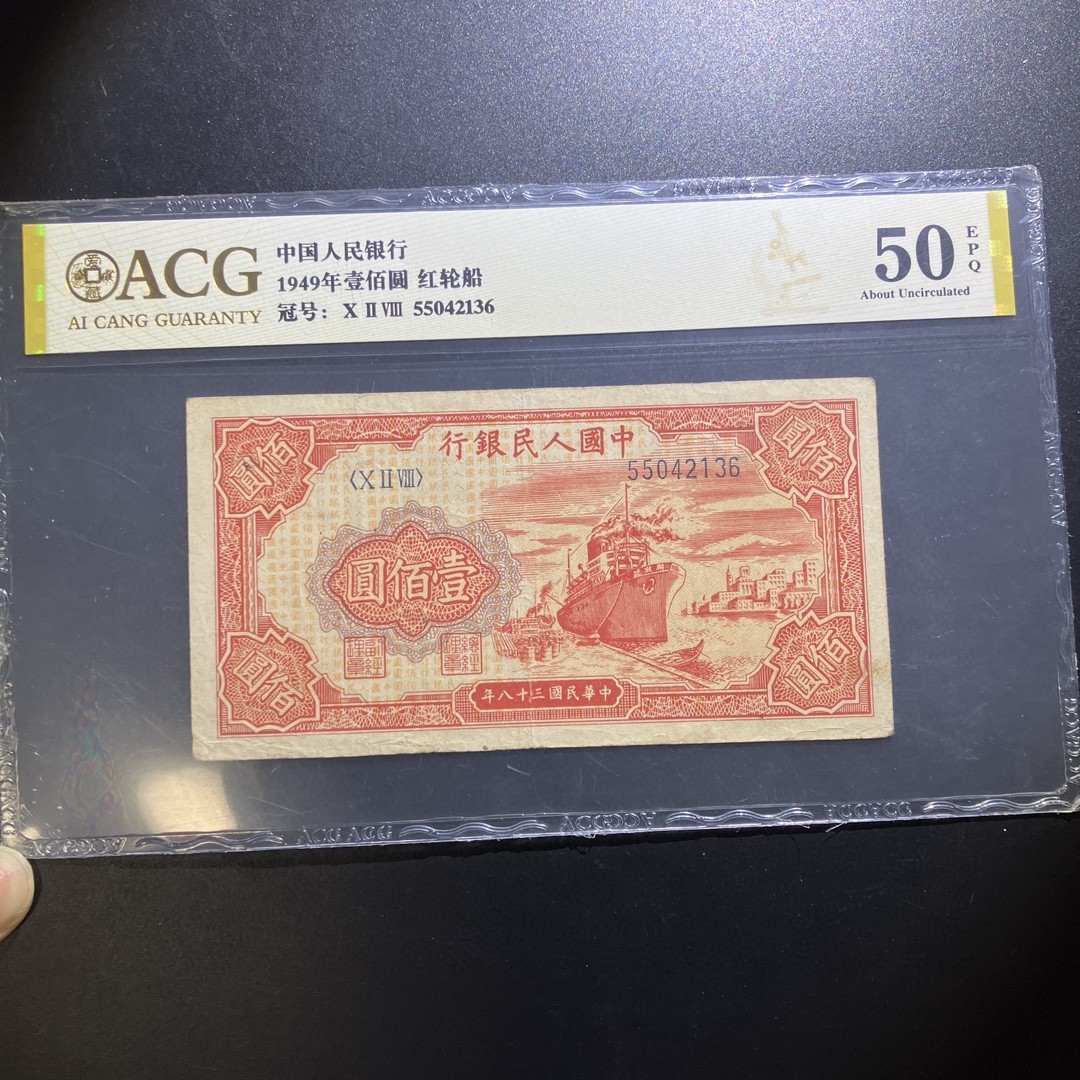 ACG
AI CANG GUARANTY
中国人民银行
1949年壹佰圆 红轮船
冠号: X II VIII 55042136
50
EPQ
About Uncirculated
行銀民人國中
〈X II VIII〉
55042136
圓佰
圓佰
圓佰壹
圓佰
圓佰
年八十三國民華中
ACG ACG